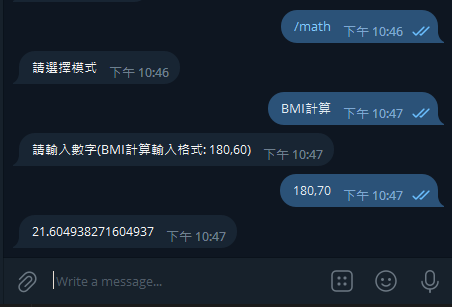 /math 下午 10:46
請選擇模式 下午 10:46
BMI計算 下午 10:47
請輸入數字(BMI計算輸入格式: 180,60) 下午 10:47
180,70 下午 10:47
21.604938271604937 下午 10:47
Write a message...